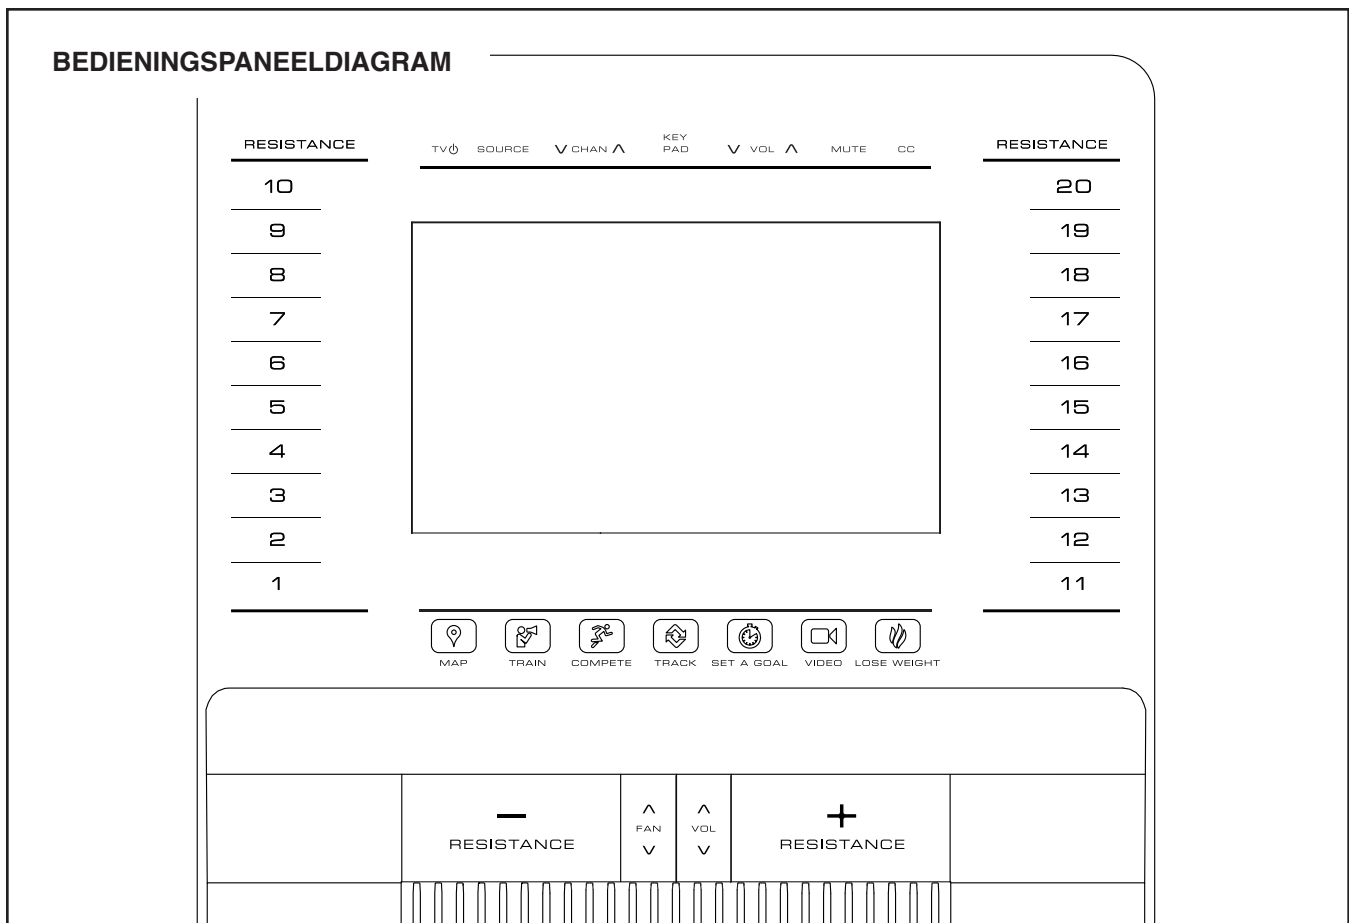 BEDIENINGSPANEELDIAGRAM
RESISTANCE
10
9
8
7
6
5
4
3
2
1
TV SOURCE CHAN KEY PAD VOL MUTE CC
RESISTANCE
20
19
18
17
16
15
14
13
12
11
MAP TRAIN COMPETE TRACK SET A GOAL VIDEO LOSE WEIGHT
− RESISTANCE
FAN
VOL
+ RESISTANCE